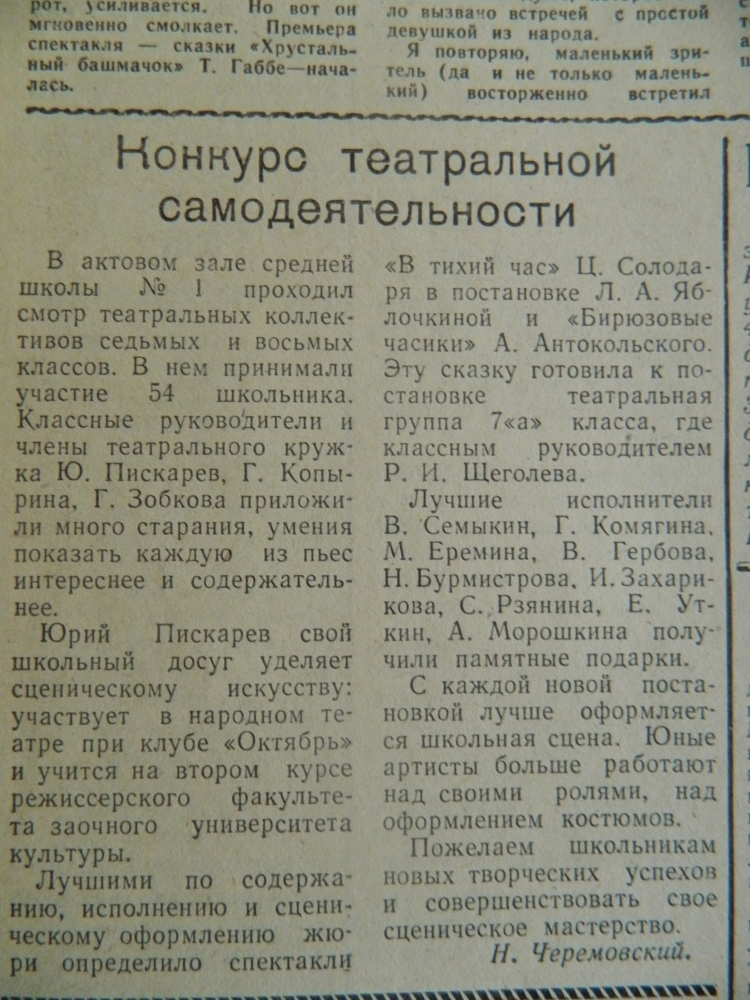 рот, усиливается. Но вот он
мгновенно смолкает. Премьера
спектакля — сказки «Хрусталь-
ный башмачок» Т. Габбе—нача-
лась.
ло вызвано встречей с простой
девушкой из народа.
Я повторяю, маленький зри-
тель (да и не только малень-
кий) восторженно встретил
Конкурс театральной
самодеятельности
В актовом зале средней
школы № 1 проходил
смотр театральных коллек-
тивов седьмых и восьмых
классов. В нем принимали
участие 54 школьника.
Классные руководители и
члены театрального круж-
ка Ю. Пискарев, Г. Копы-
рина, Г. Зобкова приложи-
ли много старания, умения
показать каждую из пьес
интереснее и содержатель-
нее.
Юрий Пискарев свой
школьный досуг уделяет
сценическому искусству:
участвует в народном те-
атре при клубе «Октябрь»
и учится на втором курсе
режиссерского факульте-
та заочного университета
культуры.
Лучшими по содержа-
нию, исполнению и сцени-
ческому оформлению жю-
ри определило спектакли
«В тихий час» Ц. Солода-
ря в постановке Л. А. Яб-
лочкиной и «Бирюзовые
часики» А. Антокольского.
Эту сказку готовила к по-
становке театральная
группа 7«а» класса, где
классным руководителем
Р. И. Щеголева.
Лучшие исполнители
В. Семыкин, Г. Комягина,
М. Еремина, В. Гербова,
Н. Бурмистрова, И. Захари-
кова, С. Рзянина, Е. Ут-
кин, А. Морошкина полу-
чили памятные подарки.
С каждой новой поста-
новкой лучше оформляет-
ся школьная сцена. Юные
артисты больше работают
над своими ролями, над
оформлением костюмов.
Пожелаем школьникам
новых творческих успехов
и совершенствовать свое
сценическое мастерство.
Н. Черемовский.